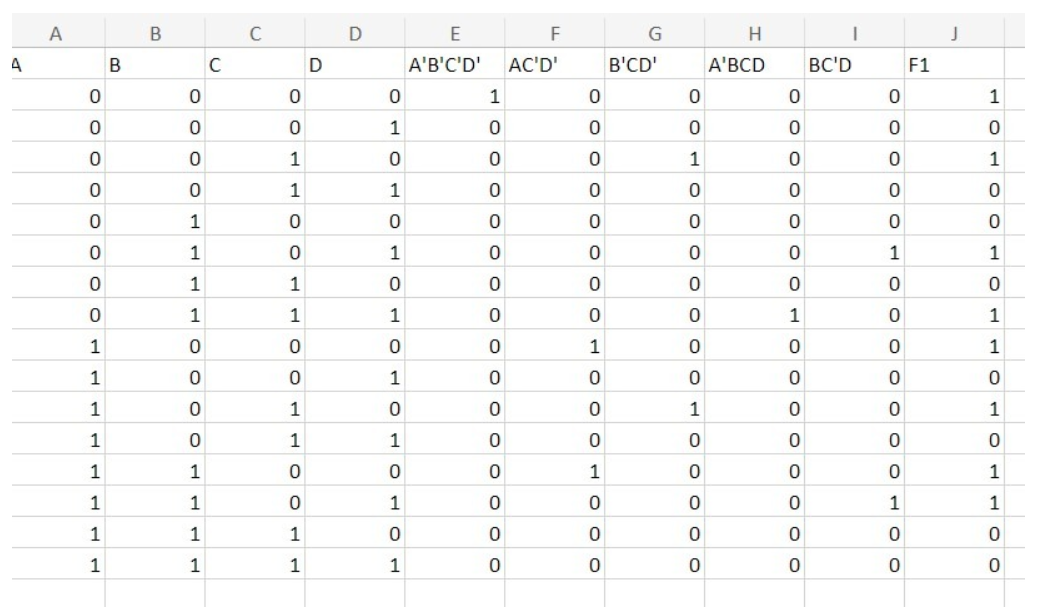 A B C D E F G H I J
A B C D A'B'C'D' AC'D' B'CD' A'BCD BC'D F1
0 0 0 0 1 0 0 0 0 1
0 0 0 1 0 0 0 0 0 0
0 0 1 0 0 0 1 0 0 1
0 0 1 1 0 0 0 0 0 0
0 1 0 0 0 0 0 0 0 0
0 1 0 1 0 0 0 0 1 1
0 1 1 0 0 0 0 0 0 0
0 1 1 1 0 0 0 1 0 1
1 0 0 0 0 1 0 0 0 1
1 0 0 1 0 0 0 0 0 0
1 0 1 0 0 0 1 0 0 1
1 0 1 1 0 0 0 0 0 0
1 1 0 0 0 1 0 0 0 1
1 1 0 1 0 0 0 0 1 1
1 1 1 0 0 0 0 0 0 0
1 1 1 1 0 0 0 0 0 0